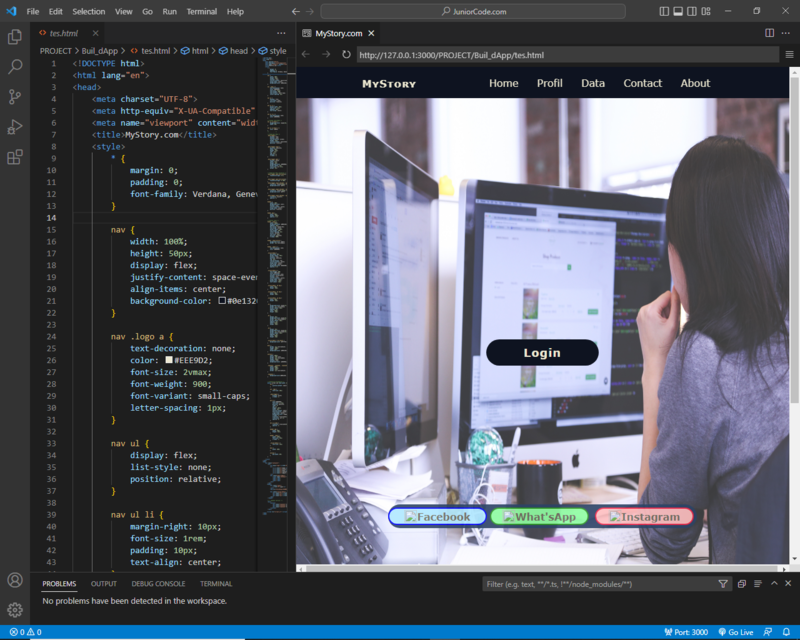 File Edit Selection View Go Run Terminal Help
JuniorCode.com
tes.html
PROJECT > Buil_dApp > tes.html > html > head > style
1 <!DOCTYPE html>
2 <html lang="en">
3 <head>
4 <meta charset="UTF-8">
5 <meta http-equiv="X-UA-Compatible"
6 <meta name="viewport" content="widt
7 <title>MyStory.com</title>
8 <style>
9 * {
10 margin: 0;
11 padding: 0;
12 font-family: Verdana, Genev
13 }
14
15 nav {
16 width: 100%;
17 height: 50px;
18 display: flex;
19 justify-content: space-even
20 align-items: center;
21 background-color: #0e132
22 }
23
24 nav .logo a {
25 text-decoration: none;
26 color: #EEE9D2;
27 font-size: 2vmax;
28 font-weight: 900;
29 font-variant: small-caps;
30 letter-spacing: 1px;
31 }
32
33 nav ul {
34 display: flex;
35 list-style: none;
36 position: relative;
37 }
38
39 nav ul li {
40 margin-right: 10px;
41 font-size: 1rem;
42 padding: 10px;
43 text-align: center;
MyStory.com
http://127.0.0.1:3000/PROJECT/Buil_dApp/tes.html
MyStory
Home Profil Data Contact About
Login
Facebook What'sApp Instagram
PROBLEMS OUTPUT DEBUG CONSOLE TERMINAL
Filter (e.g. text, **/*.ts, !**/node_modules/**)
No problems have been detected in the workspace.
0 0 Port: 3000 Go Live